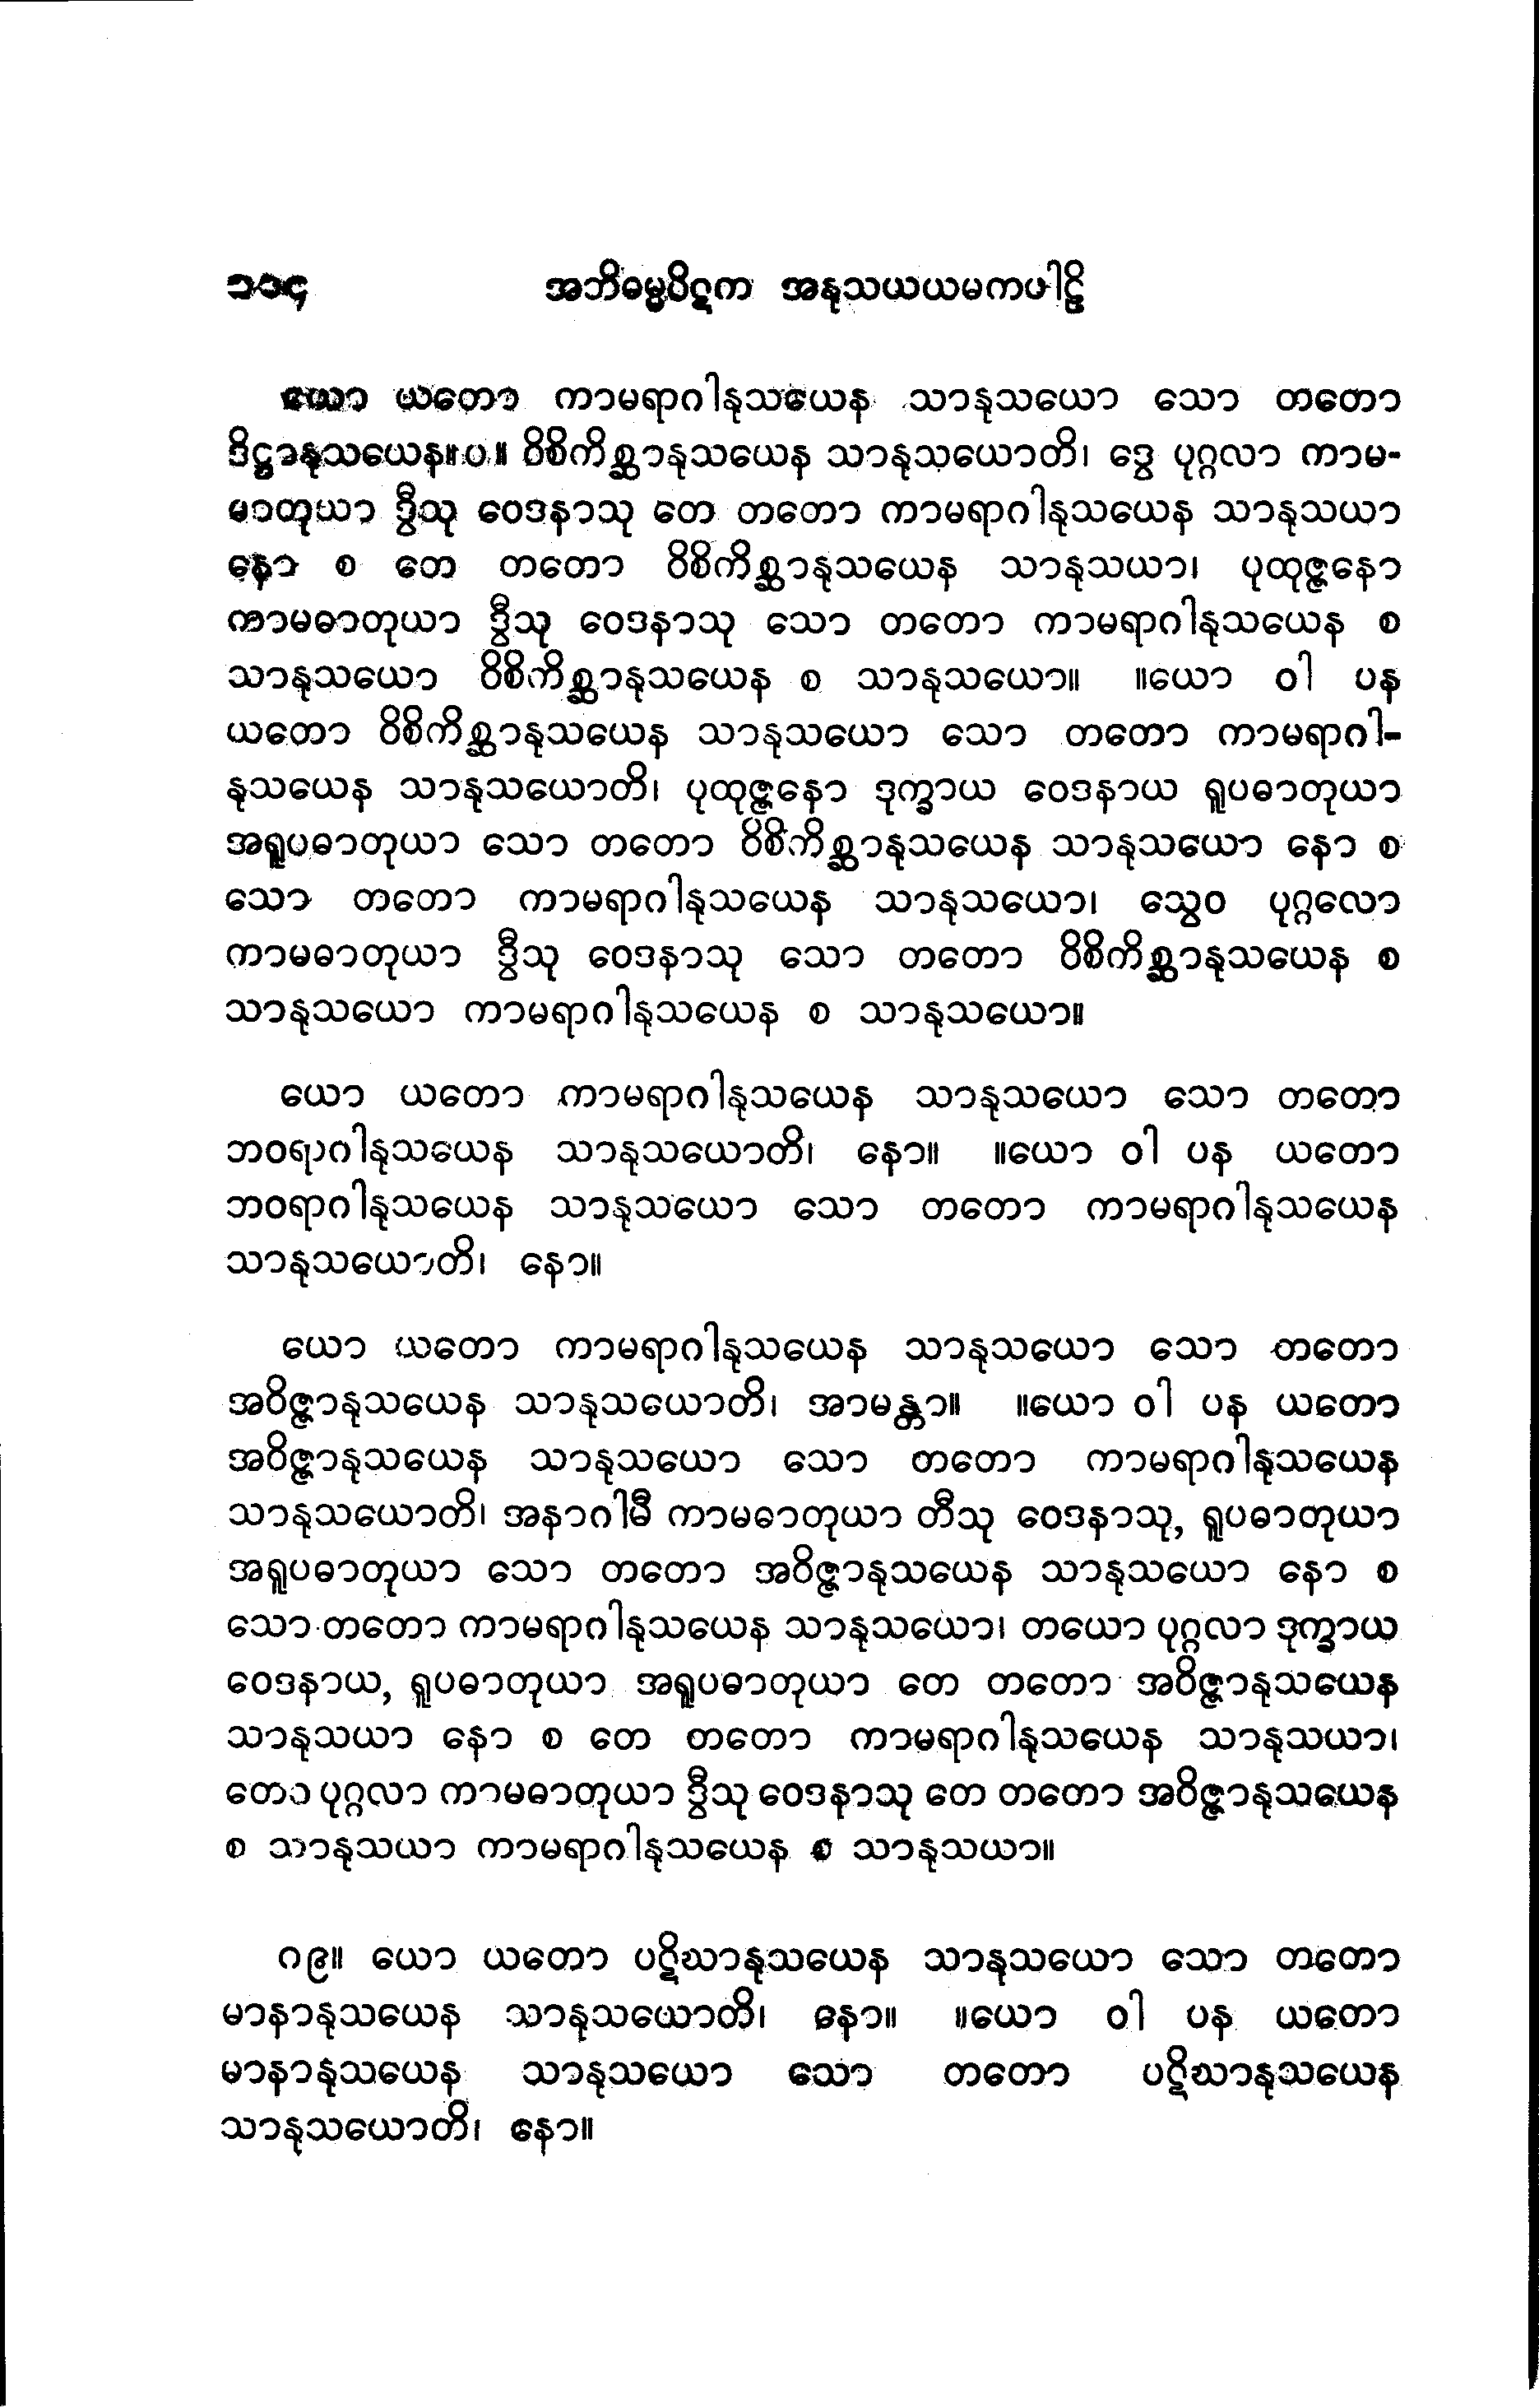 ၁၁၄ အဘိဓမ္မပိဋက အနုသယယမကပါဠိ
ယော ယတော ကာမရာဂါနုသယေန သာနုသယော သော တတော
ဒိဋ္ဌာနုသယေန။ပ။ ဝိစိကိစ္ဆာနုသယေန သာနုသယောတိ၊ ဒွေ ပုဂ္ဂလာ ကာမ-
ဓာတုယာ ဒွီသု ဝေဒနာသု တေ တတော ကာမရာဂါနုသယေန သာနုသယာ
နော စ တေ တတော ဝိစိကိစ္ဆာနုသယေန သာနုသယာ၊ ပုထုဇ္ဇနော
ကာမဓာတုယာ ဒွီသု ဝေဒနာသု သော တတော ကာမရာဂါနုသယေန စ
သာနုသယော ဝိစိကိစ္ဆာနုသယေန စ သာနုသယော။ ။ယော ဝါ ပန
ယတော ဝိစိကိစ္ဆာနုသယေန သာနုသယော သော တတော ကာမရာဂါ-
နုသယေန သာနုသယောတိ၊ ပုထုဇ္ဇနော ဒုက္ခာယ ဝေဒနာယ ရူပဓာတုယာ
အရူပဓာတုယာ သော တတော ဝိစိကိစ္ဆာနုသယေန သာနုသယော နော စ
သော တတော ကာမရာဂါနုသယေန သာနုသယော၊ သွေဝ ပုဂ္ဂလော
ကာမဓာတုယာ ဒွီသု ဝေဒနာသု သော တတော ဝိစိကိစ္ဆာနုသယေန စ
သာနုသယော ကာမရာဂါနုသယေန စ သာနုသယော။
ယော ယတော ကာမရာဂါနုသယေန သာနုသယော သော တတော
ဘဝရာဂါနုသယေန သာနုသယောတိ၊ နော။ ။ယော ဝါ ပန ယတော
ဘဝရာဂါနုသယေန သာနုသယော သော တတော ကာမရာဂါနုသယေန
သာနုသယောတိ၊ နော။
ယော ယတော ကာမရာဂါနုသယေန သာနုသယော သော တတော
အဝိဇ္ဇာနုသယေန သာနုသယောတိ၊ အာမန္တာ။ ။ယော ဝါ ပန ယတော
အဝိဇ္ဇာနုသယေန သာနုသယော သော တတော ကာမရာဂါနုသယေန
သာနုသယောတိ၊ အနာဂါမီ ကာမဓာတုယာ တီသု ဝေဒနာသု, ရူပဓာတုယာ
အရူပဓာတုယာ သော တတော အဝိဇ္ဇာနုသယေန သာနုသယော နော စ
သော တတော ကာမရာဂါနုသယေန သာနုသယော၊ တယော ပုဂ္ဂလာ ဒုက္ခာယ
ဝေဒနာယ, ရူပဓာတုယာ အရူပဓာတုယာ တေ တတော အဝိဇ္ဇာနုသယေန
သာနုသယာ နော စ တေ တတော ကာမရာဂါနုသယေန သာနုသယာ၊
တေ၁ ပုဂ္ဂလာ ကာမဓာတုယာ ဒွီသု ဝေဒနာသု တေ တတော အဝိဇ္ဇာနုသယေန
စ သာနုသယာ ကာမရာဂါနုသယေန စ သာနုသယာ။
ဂ၉။ ယော ယတော ပဋိဃာနုသယေန သာနုသယော သော တတော
မာနာနုသယေန သာနုသယောတိ၊ နော။ ။ယော ဝါ ပန ယတော
မာနာနုသယေန သာနုသယော သော တတော ပဋိဃာနုသယေန
သာနုသယောတိ၊ နော။